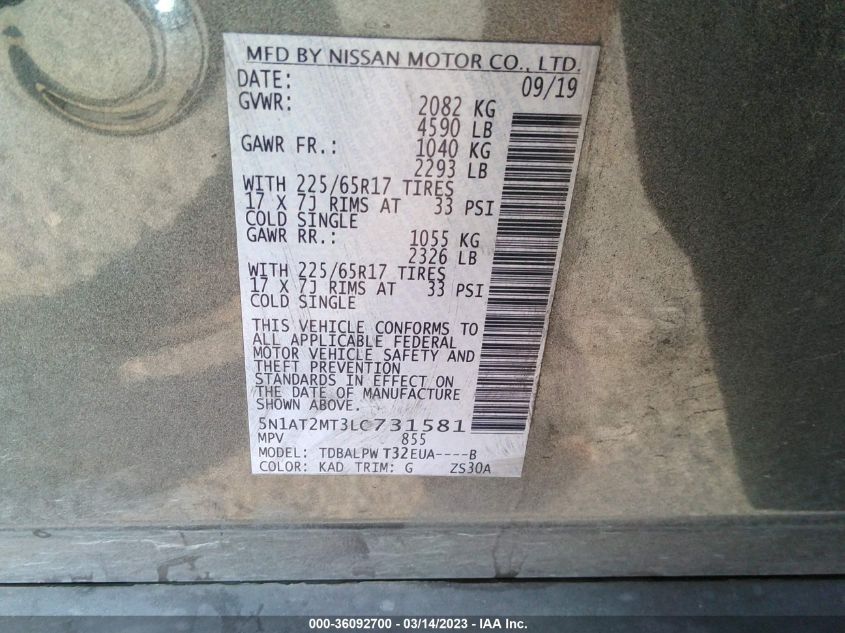 MFD BY NISSAN MOTOR CO., LTD.
DATE: 09/19
GVWR: 2082 KG
4590 LB
GAWR FR.: 1040 KG
2293 LB
WITH 225/65R17 TIRES
17 X 7J RIMS AT 33 PSI
COLD SINGLE
GAWR RR.: 1055 KG
2326 LB
WITH 225/65R17 TIRES
17 X 7J RIMS AT 33 PSI
COLD SINGLE
THIS VEHICLE CONFORMS TO
ALL APPLICABLE FEDERAL
MOTOR VEHICLE SAFETY AND
THEFT PREVENTION
STANDARDS IN EFFECT ON
THE DATE OF MANUFACTURE
SHOWN ABOVE.
5N1AT2MT3LC731581
MPV 855
MODEL: TDBALPW T32EUA----B
COLOR: KAD TRIM: G ZS30A
000-36092700 - 03/14/2023 - IAA Inc.